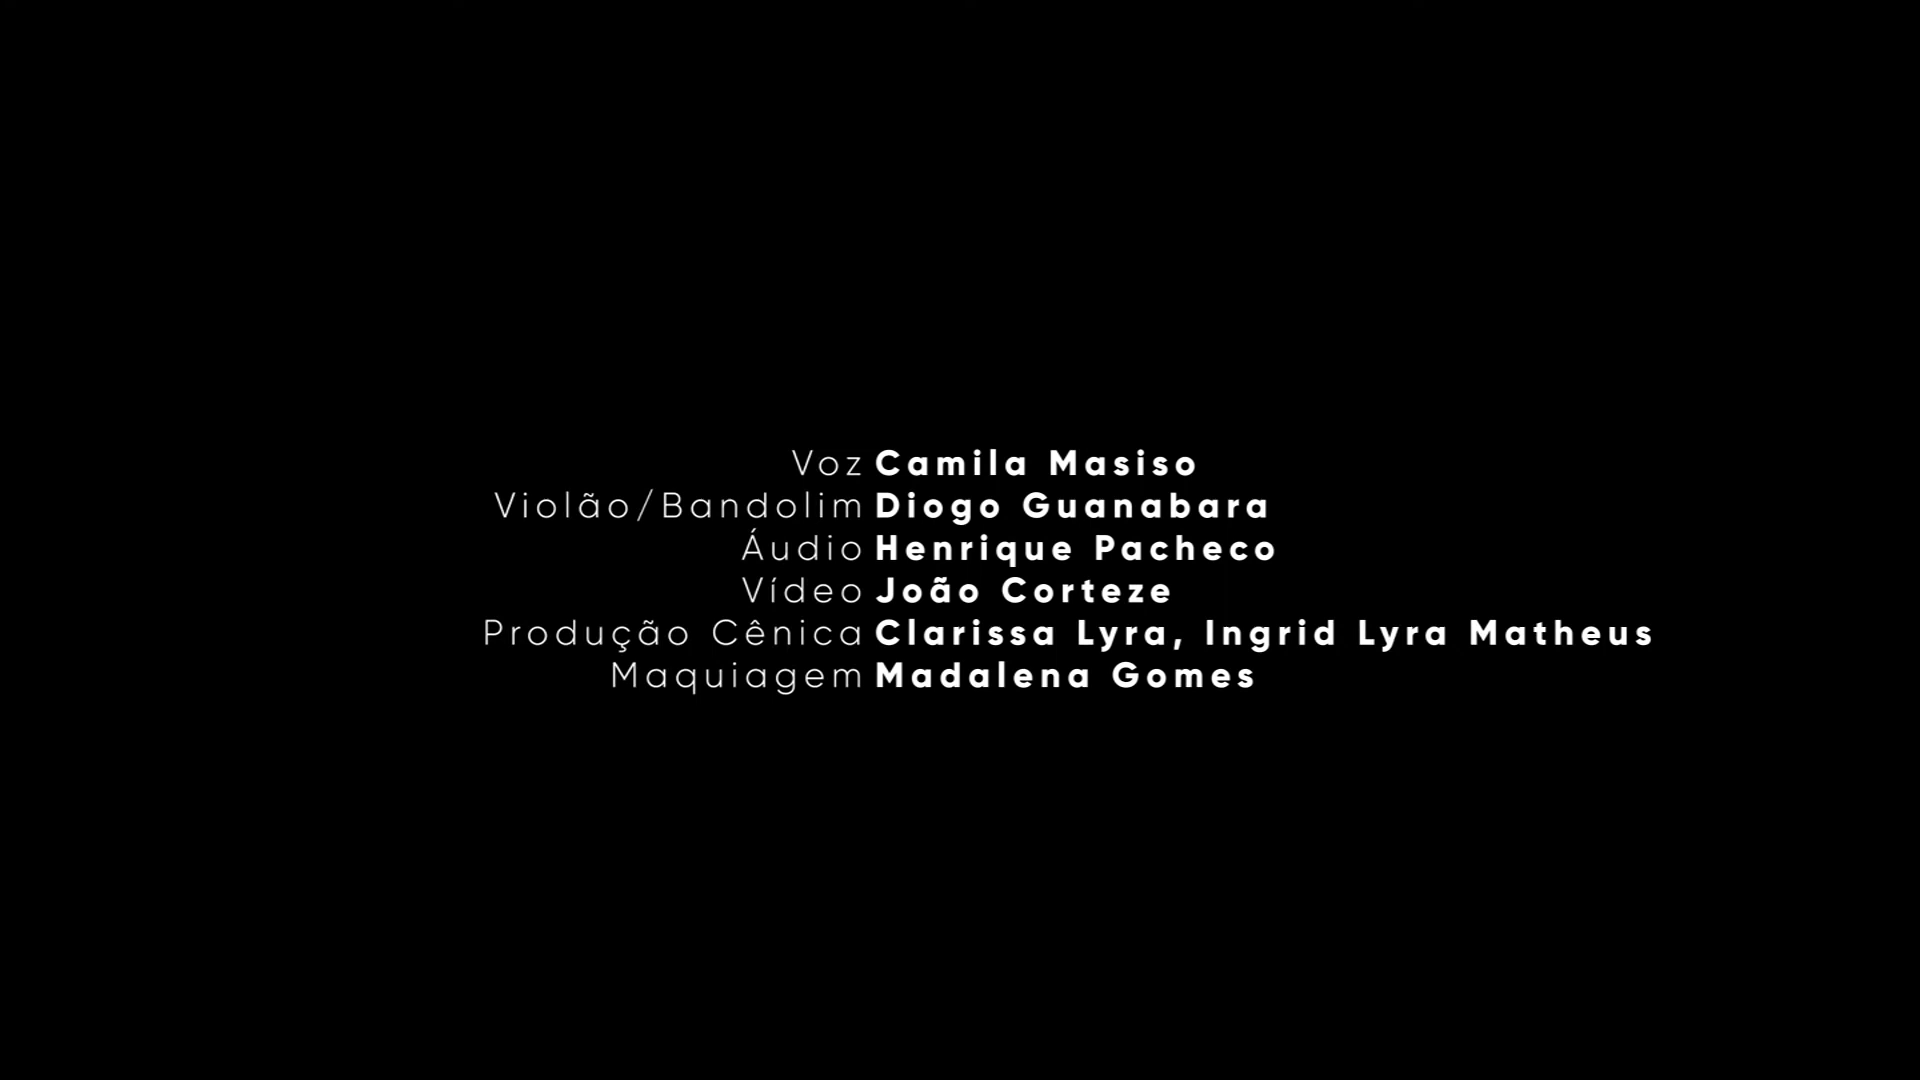 Voz Camila Masiso
Violão/Bandolim Diogo Guanabara
Áudio Henrique Pacheco
Vídeo João Corteze
Produção Cênica Clarissa Lyra, Ingrid Lyra Matheus
Maquiagem Madalena Gomes